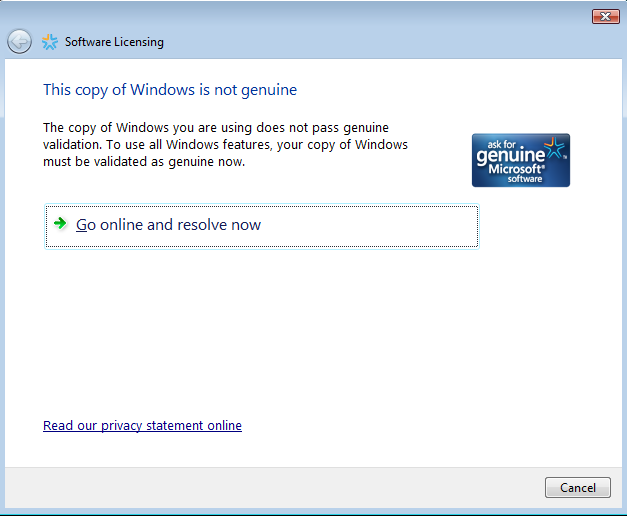 Software Licensing
This copy of Windows is not genuine
The copy of Windows you are using does not pass genuine
validation. To use all Windows features, your copy of Windows
must be validated as genuine now.
ask for
genuine
Microsoft®
software
™
Go online and resolve now
Read our privacy statement online
Cancel